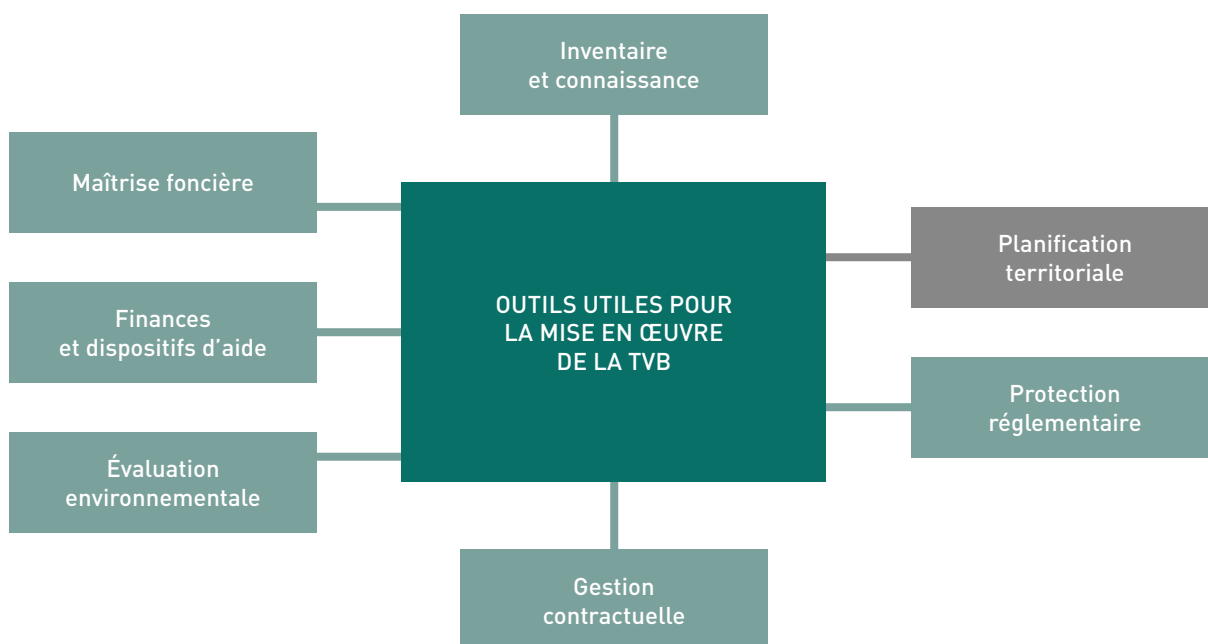 Inventaire
et connaissance
Maîtrise foncière
Planification
territoriale
Finances
et dispositifs d'aide
OUTILS UTILES POUR
LA MISE EN ŒUVRE
DE LA TVB
Protection
réglementaire
Évaluation
environnementale
Gestion
contractuelle